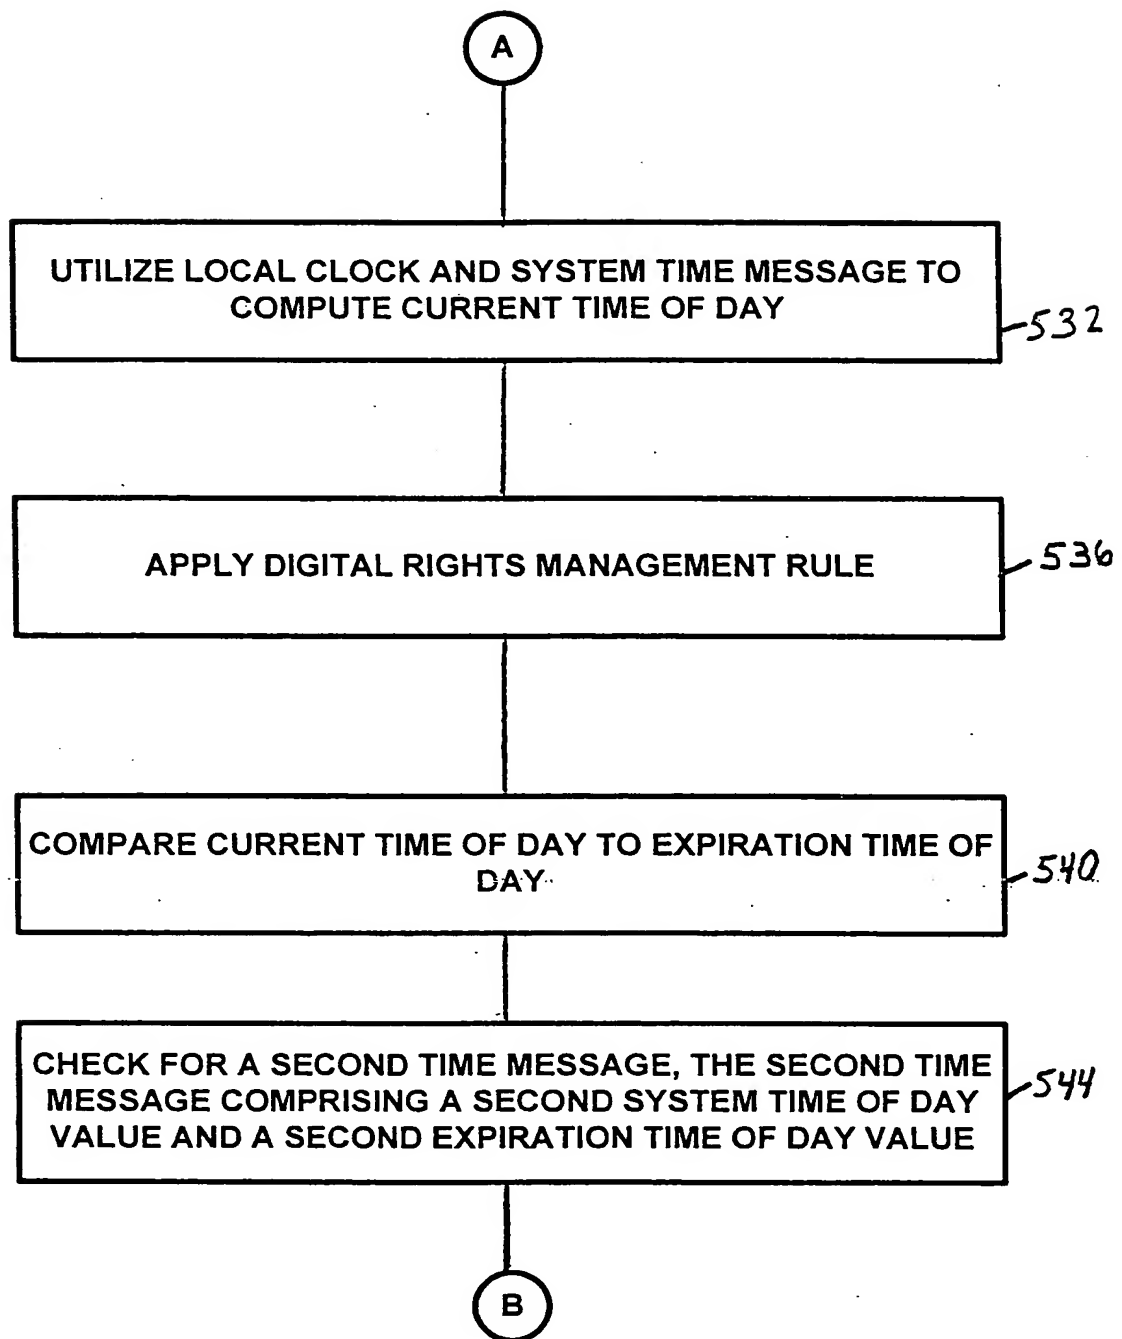 A
UTILIZE LOCAL CLOCK AND SYSTEM TIME MESSAGE TO
COMPUTE CURRENT TIME OF DAY
532
APPLY DIGITAL RIGHTS MANAGEMENT RULE
536
COMPARE CURRENT TIME OF DAY TO EXPIRATION TIME OF
DAY
540
CHECK FOR A SECOND TIME MESSAGE, THE SECOND TIME
MESSAGE COMPRISING A SECOND SYSTEM TIME OF DAY
VALUE AND A SECOND EXPIRATION TIME OF DAY VALUE
544
B